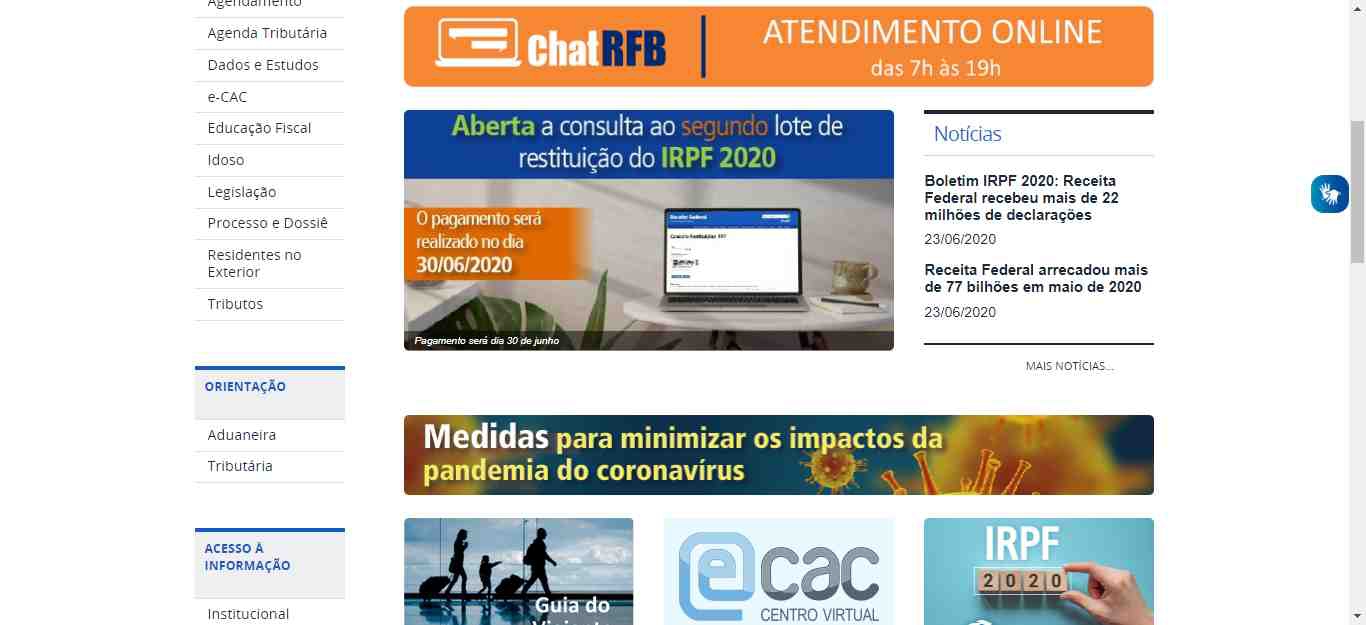 Agendamento
Agenda Tributária
Dados e Estudos
e-CAC
Educação Fiscal
Idoso
Legislação
Processo e Dossiê
Residentes no
Exterior
Tributos
ORIENTAÇÃO
Aduaneira
Tributária
ACESSO À
INFORMAÇÃO
Institucional
ChatRFB
ATENDIMENTO ONLINE
das 7h às 19h
Aberta a consulta ao segundo lote de
restituição do IRPF 2020
O pagamento será
realizado no dia
30/06/2020
Receita Federal
Pagamento será dia 30 de junho
Notícias
Boletim IRPF 2020: Receita
Federal recebeu mais de 22
milhões de declarações
23/06/2020
Receita Federal arrecadou mais
de 77 bilhões em maio de 2020
23/06/2020
MAIS NOTÍCIAS...
Medidas para minimizar os impactos da
pandemia do coronavírus
Guia do
Viajante
e cac
CENTRO VIRTUAL
IRPF
2020